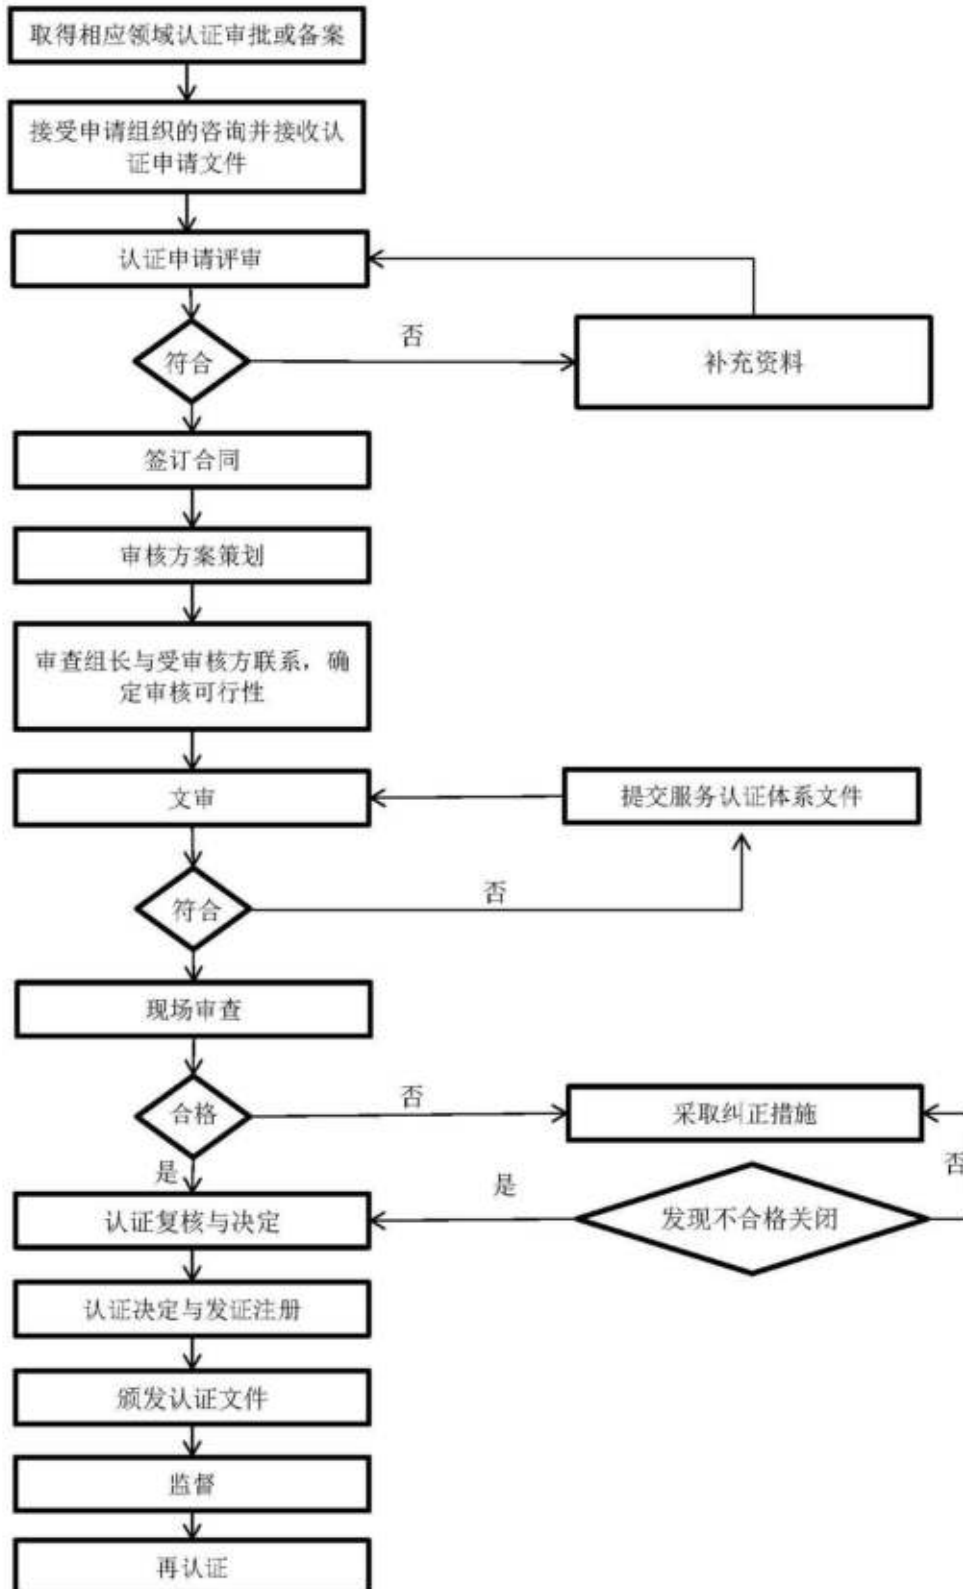 取得相应领域认证审批或备案
接受申请组织的咨询并接收认
证申请文件
认证申请评审
符合
否
补充资料
签订合同
审核方案策划
审查组长与受审核方联系，确
定审核可行性
文审
提交服务认证体系文件
符合
否
现场审查
合格
否
采取纠正措施
是
认证复核与决定
是
发现不合格关闭
否
认证决定与发证注册
颁发认证文件
监督
再认证